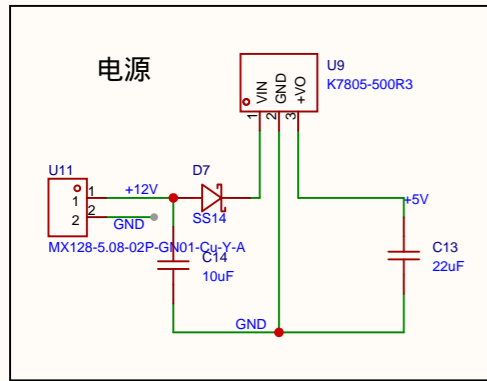 电源
U9
K7805-500R3
VIN
GND
+VO
1
2
3
U11
1
1
2
2
+12V
GND
D7
SS14
MX128-5.08-02P-GN01-Cu-Y-A
C14
10uF
+5V
C13
22uF
GND